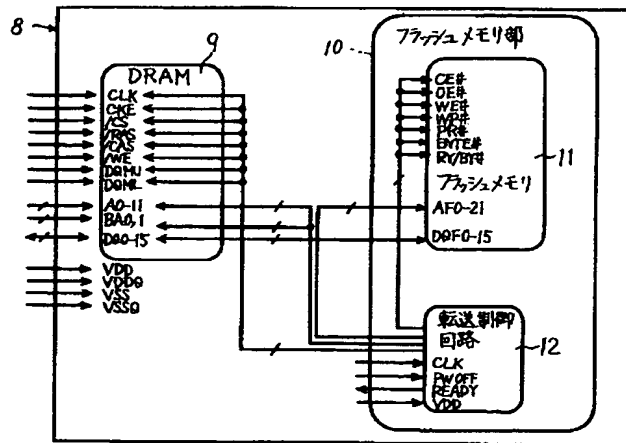 8
9
DRAM
CLK
CKE
/CS
/RAS
/CAS
/WE
DQMU
DQML
A0-11
BA0,1
DQ0-15
VDD
VDDQ
VSS
VSSQ
10
フラッシュメモリ部
CE#
OE#
WE#
WP#
PR#
BYTE#
RY/BY#
フラッシュメモリ
AF0-21
DQF0-15
11
転送制御
回路
CLK
PWOFF
READY
VDD
12